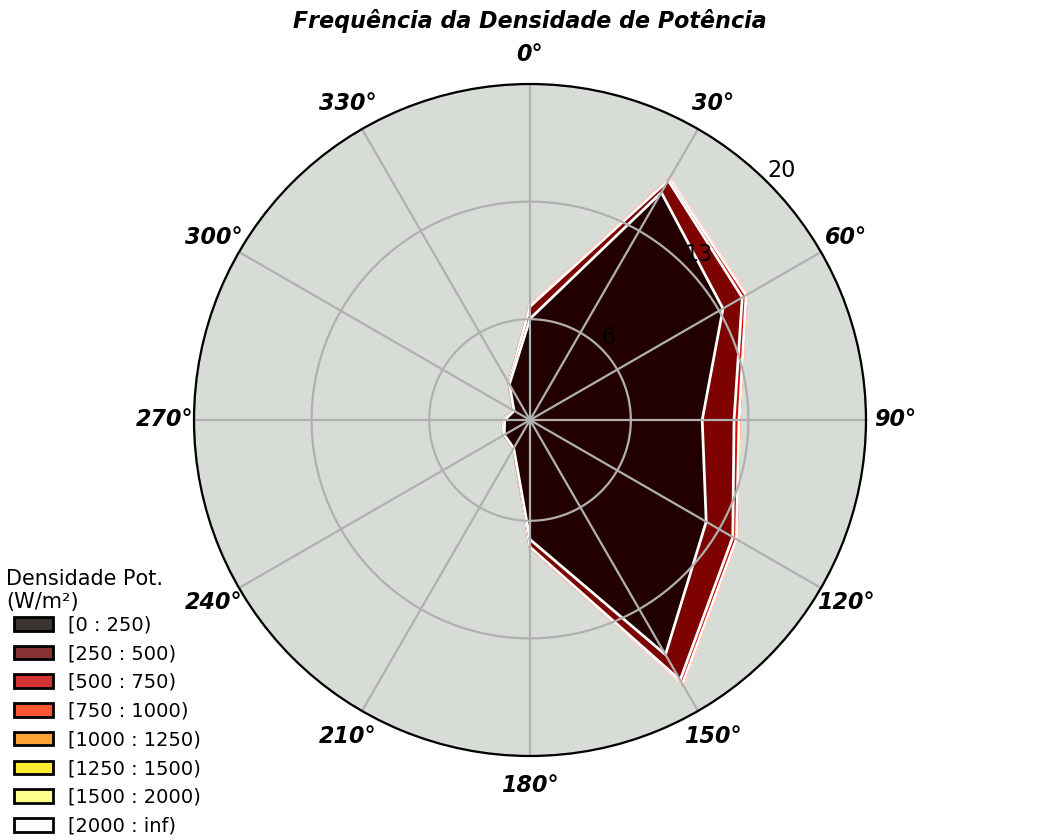 Frequência da Densidade de Potência
0°
330°
30°
20
300°
60°
13
6
270°
90°
240°
120°
210°
150°
180°
Densidade Pot.
(W/m²)
[0 : 250)
[250 : 500)
[500 : 750)
[750 : 1000)
[1000 : 1250)
[1250 : 1500)
[1500 : 2000)
[2000 : inf)